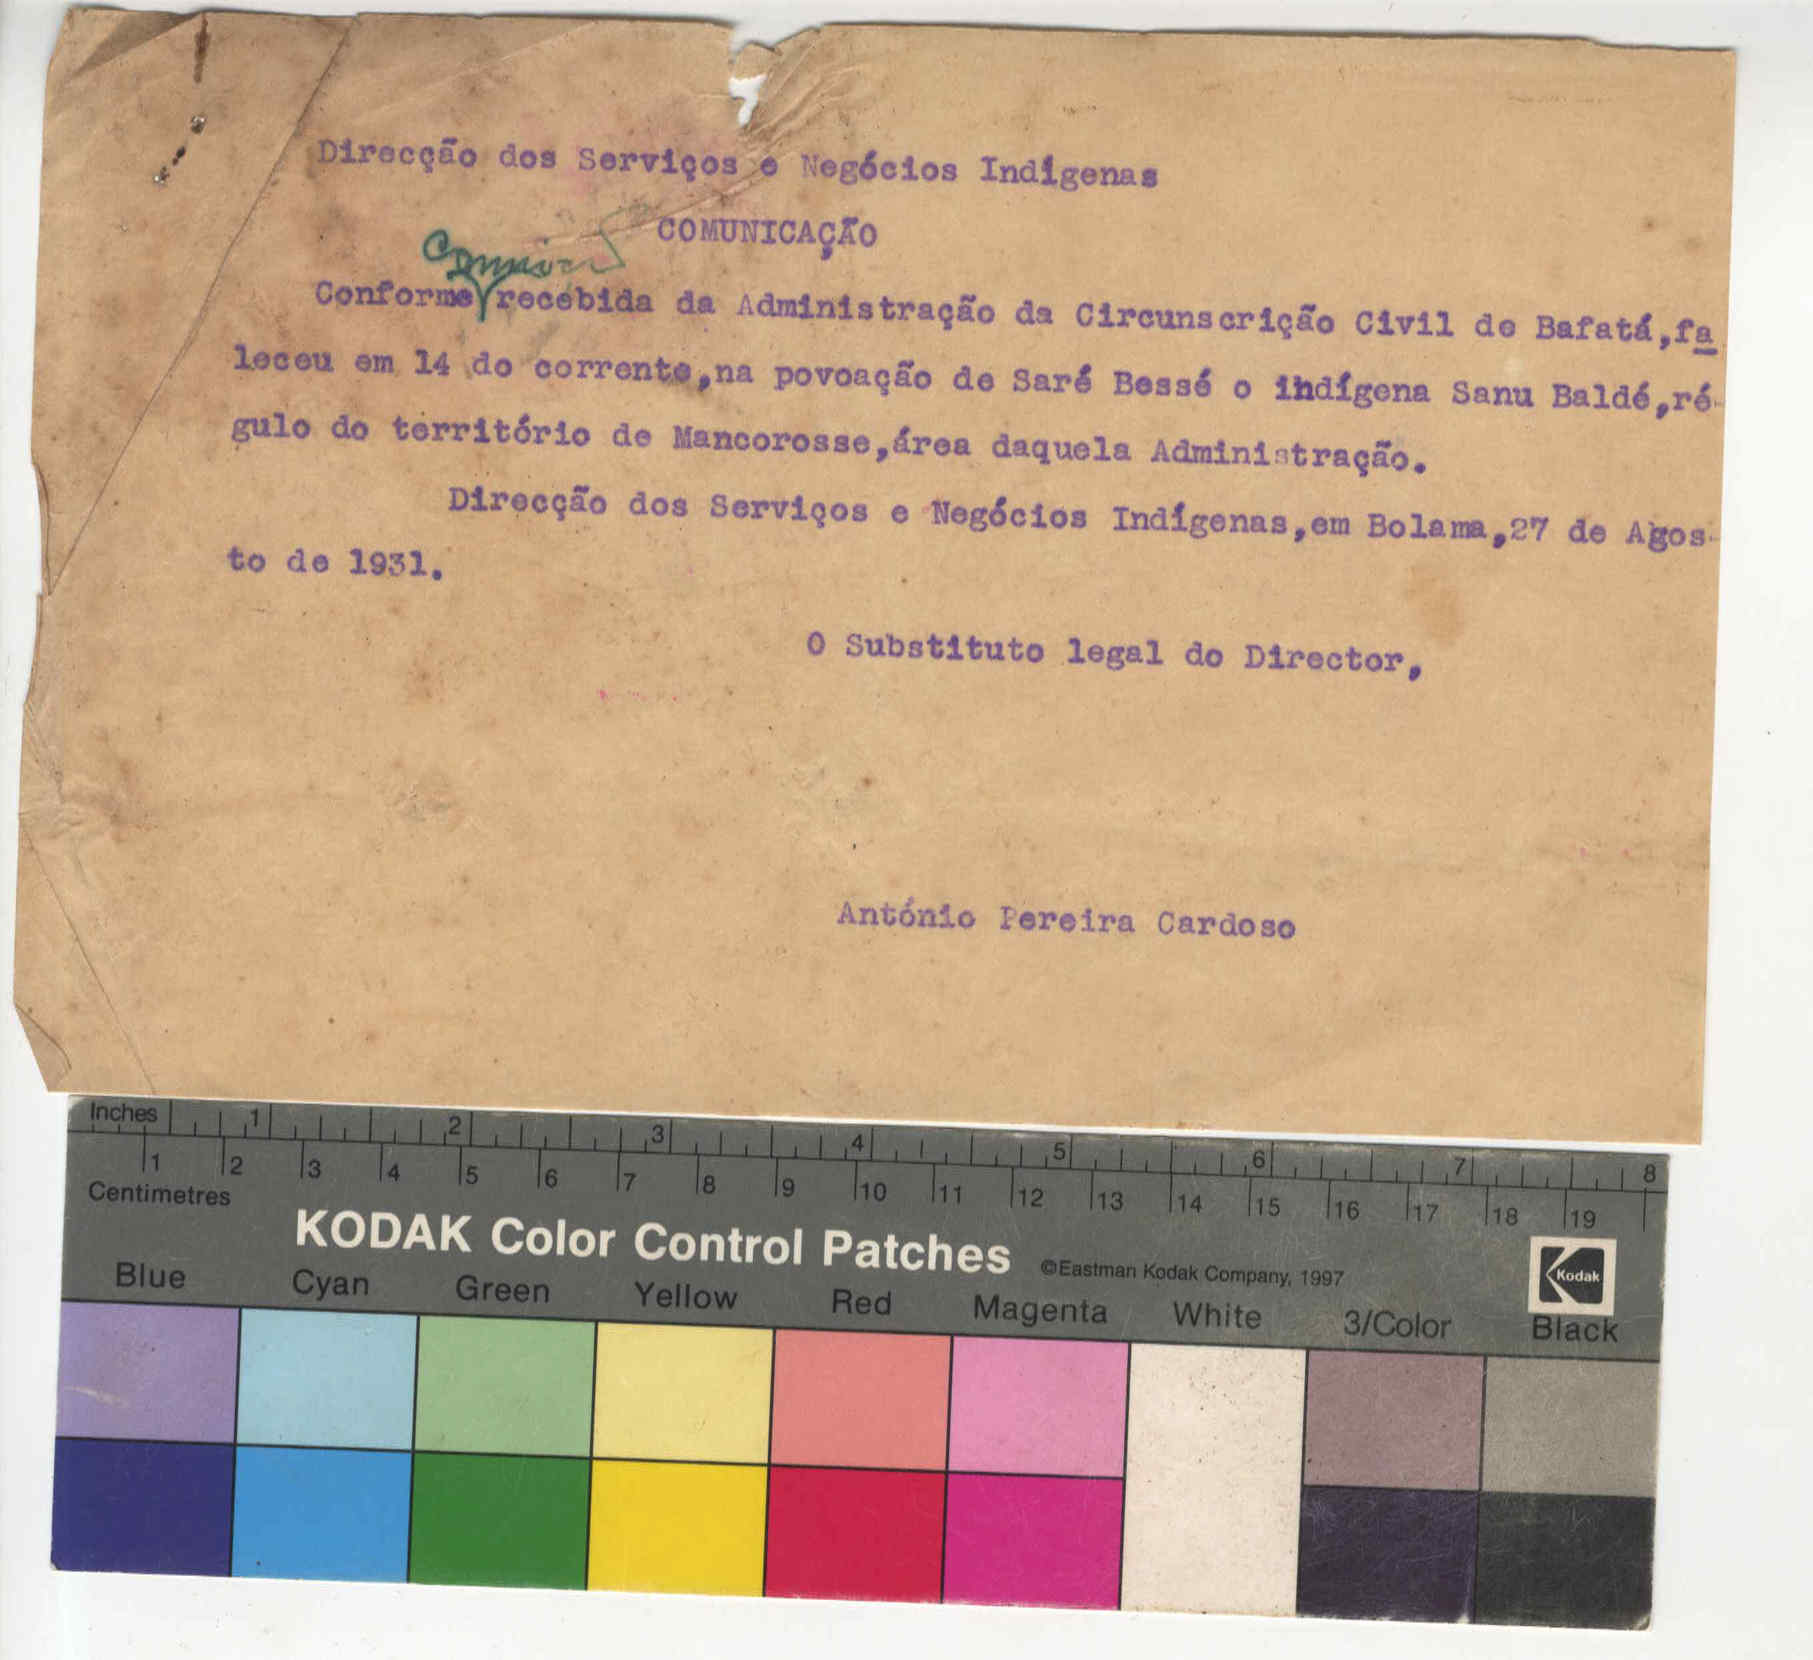 Direcção dos Serviços e Negócios Indígenas
COMUNICAÇÃO
Conforme recebida da Administração da Circunscrição Civil de Bafatá,fa
leceu em 14 do corrente,na povoação de Saré Bessé o indígena Sanu Baldé,ré-
gulo do território de Mancorosse,área daquela Administração.
Direcção dos Serviços e Negócios Indígenas,em Bolama,27 de Agos-
to de 1931.
O Substituto legal do Director,
António Pereira Cardoso
Inches 1 2 3 4 5 6 7 8
1 2 3 4 5 6 7 8 9 10 11 12 13 14 15 16 17 18 19
Centimetres
KODAK Color Control Patches ©Eastman Kodak Company, 1997 Kodak
Blue Cyan Green Yellow Red Magenta White 3/Color Black